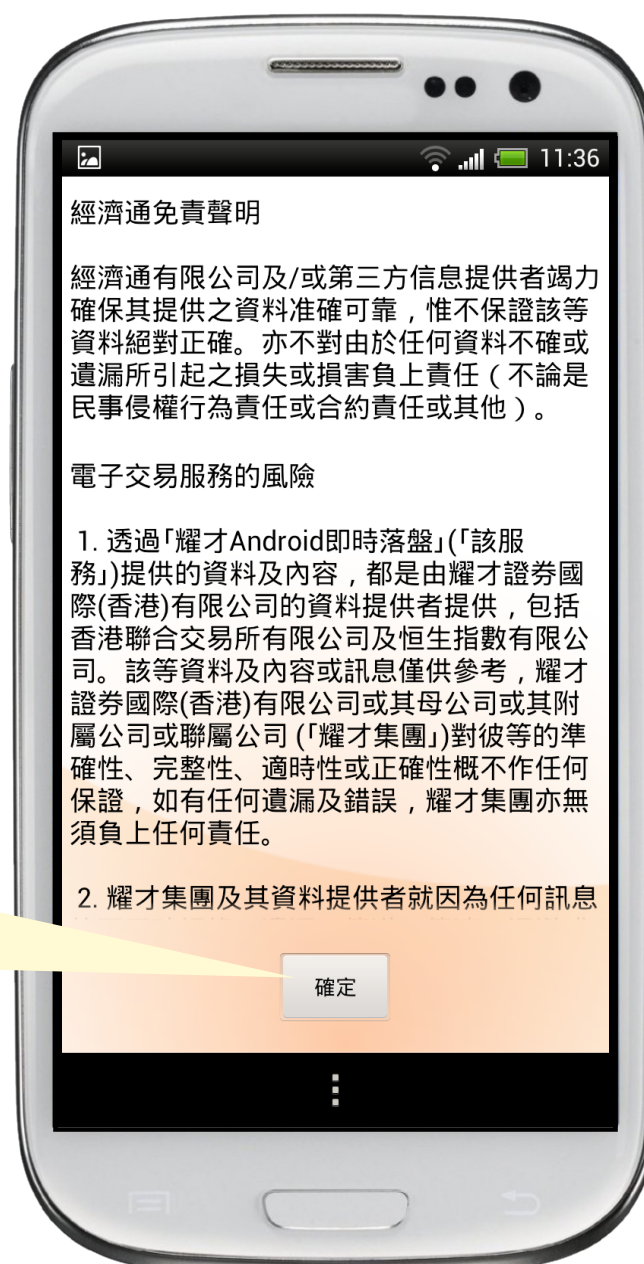 11:36
經濟通免責聲明
經濟通有限公司及/或第三方信息提供者竭力
確保其提供之資料准確可靠，惟不保證該等
資料絕對正確。亦不對由於任何資料不確或
遺漏所引起之損失或損害負上責任（不論是
民事侵權行為責任或合約責任或其他）。
電子交易服務的風險
1. 透過「耀才Android即時落盤」(「該服
務」)提供的資料及內容，都是由耀才證券國
際(香港)有限公司的資料提供者提供，包括
香港聯合交易所有限公司及恒生指數有限公
司。該等資料及內容或訊息僅供參考，耀才
證券國際(香港)有限公司或其母公司或其附
屬公司或聯屬公司 (「耀才集團」)對彼等的準
確性、完整性、適時性或正確性概不作任何
保證，如有任何遺漏及錯誤，耀才集團亦無
須負上任何責任。
2. 耀才集團及其資料提供者就因為任何訊息
確定